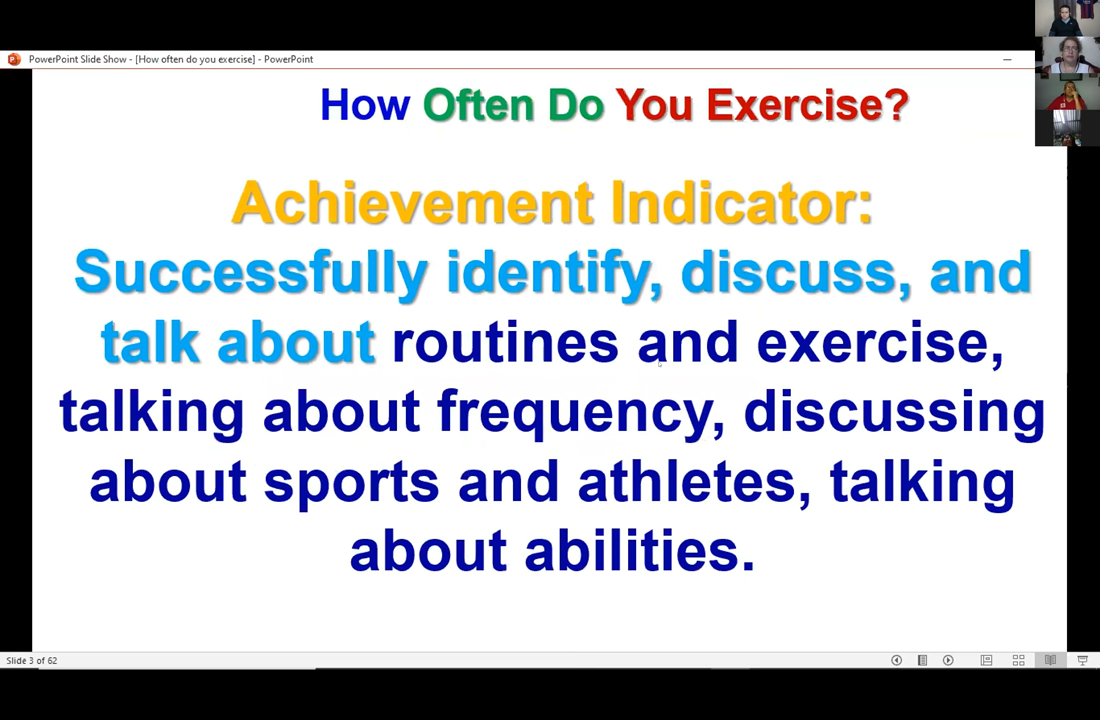 PowerPoint Slide Show - [How often do you exercise] - PowerPoint
How Often Do You Exercise?
Achievement Indicator:
Successfully identify, discuss, and
talk about routines and exercise,
talking about frequency, discussing
about sports and athletes, talking
about abilities.
Slide 3 of 62